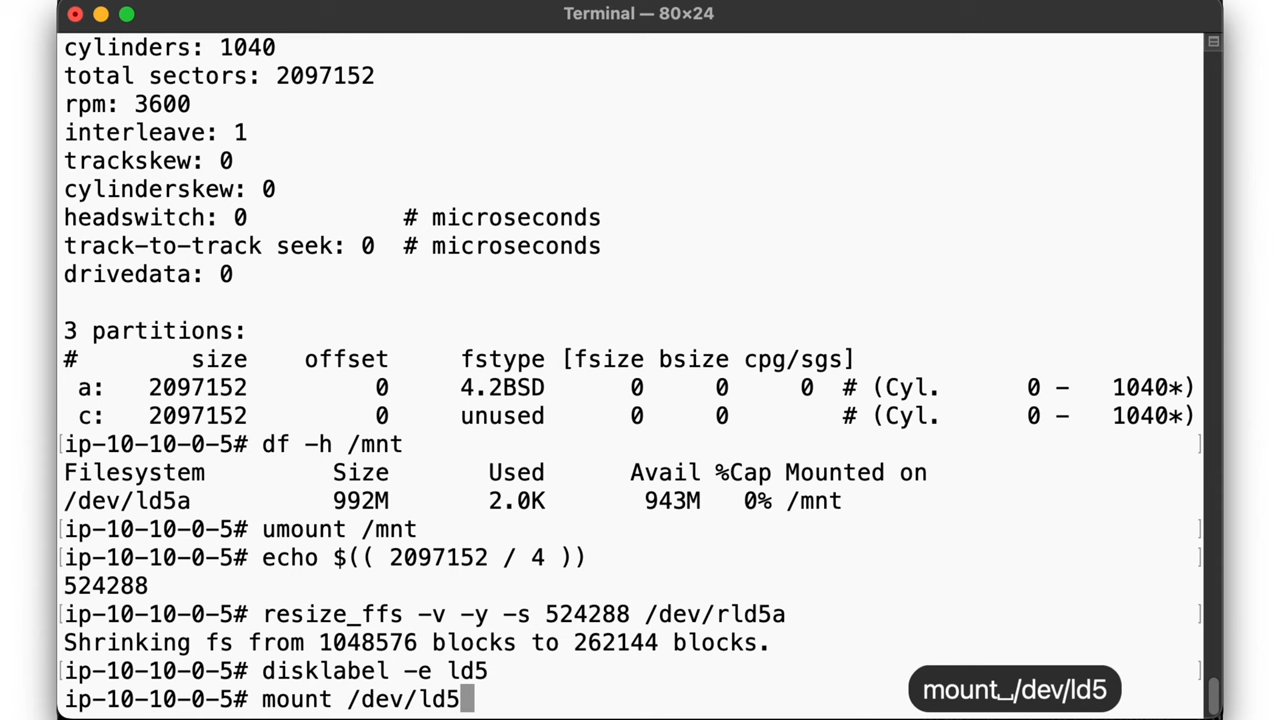 Terminal — 80×24
cylinders: 1040
total sectors: 2097152
rpm: 3600
interleave: 1
trackskew: 0
cylinderskew: 0
headswitch: 0           # microseconds
track-to-track seek: 0  # microseconds
drivedata: 0
3 partitions:
#        size    offset     fstype [fsize bsize cpg/sgs]
 a:   2097152         0     4.2BSD      0     0     0  # (Cyl.      0 -   1040*)
 c:   2097152         0     unused      0     0        # (Cyl.      0 -   1040*)
[ip-10-10-0-5# df -h /mnt ]
Filesystem         Size       Used      Avail %Cap Mounted on
/dev/ld5a          992M       2.0K       943M   0% /mnt
[ip-10-10-0-5# umount /mnt ]
[ip-10-10-0-5# echo $(( 2097152 / 4 )) ]
524288
ip-10-10-0-5# resize_ffs -v -y -s 524288 /dev/rld5a
Shrinking fs from 1048576 blocks to 262144 blocks.
ip-10-10-0-5# disklabel -e ld5
ip-10-10-0-5# mount /dev/ld5
mount␣/dev/ld5